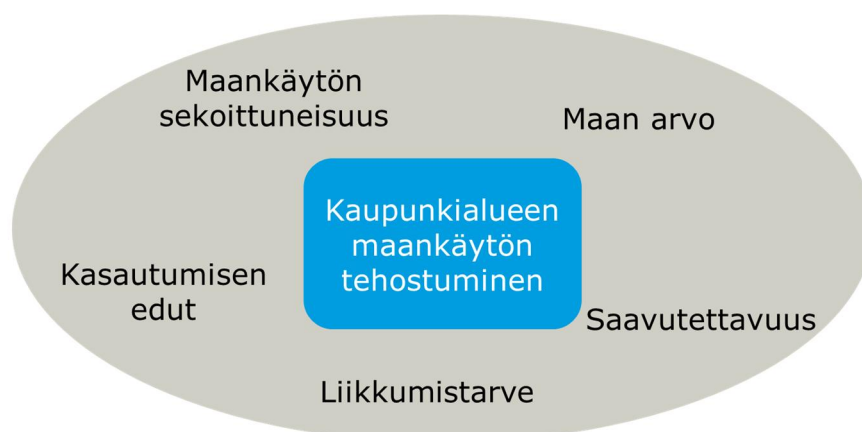 Maankäytön
sekoittuneisuus
Maan arvo
Kaupunkialueen
maankäytön
tehostuminen
Kasautumisen
edut
Saavutettavuus
Liikkumistarve